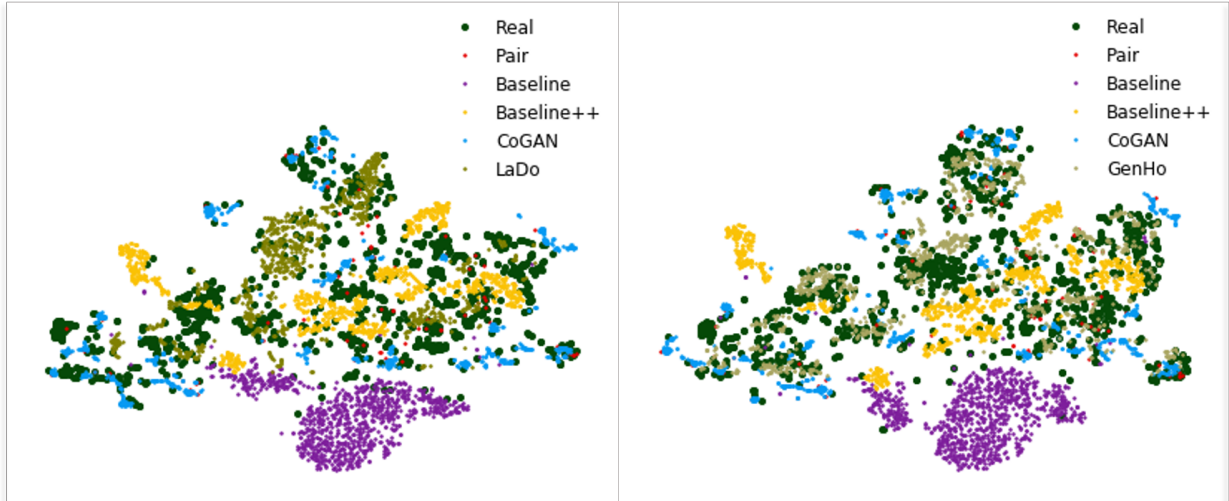 Real
Pair
Baseline
Baseline++
CoGAN
LaDo
Real
Pair
Baseline
Baseline++
CoGAN
GenHo